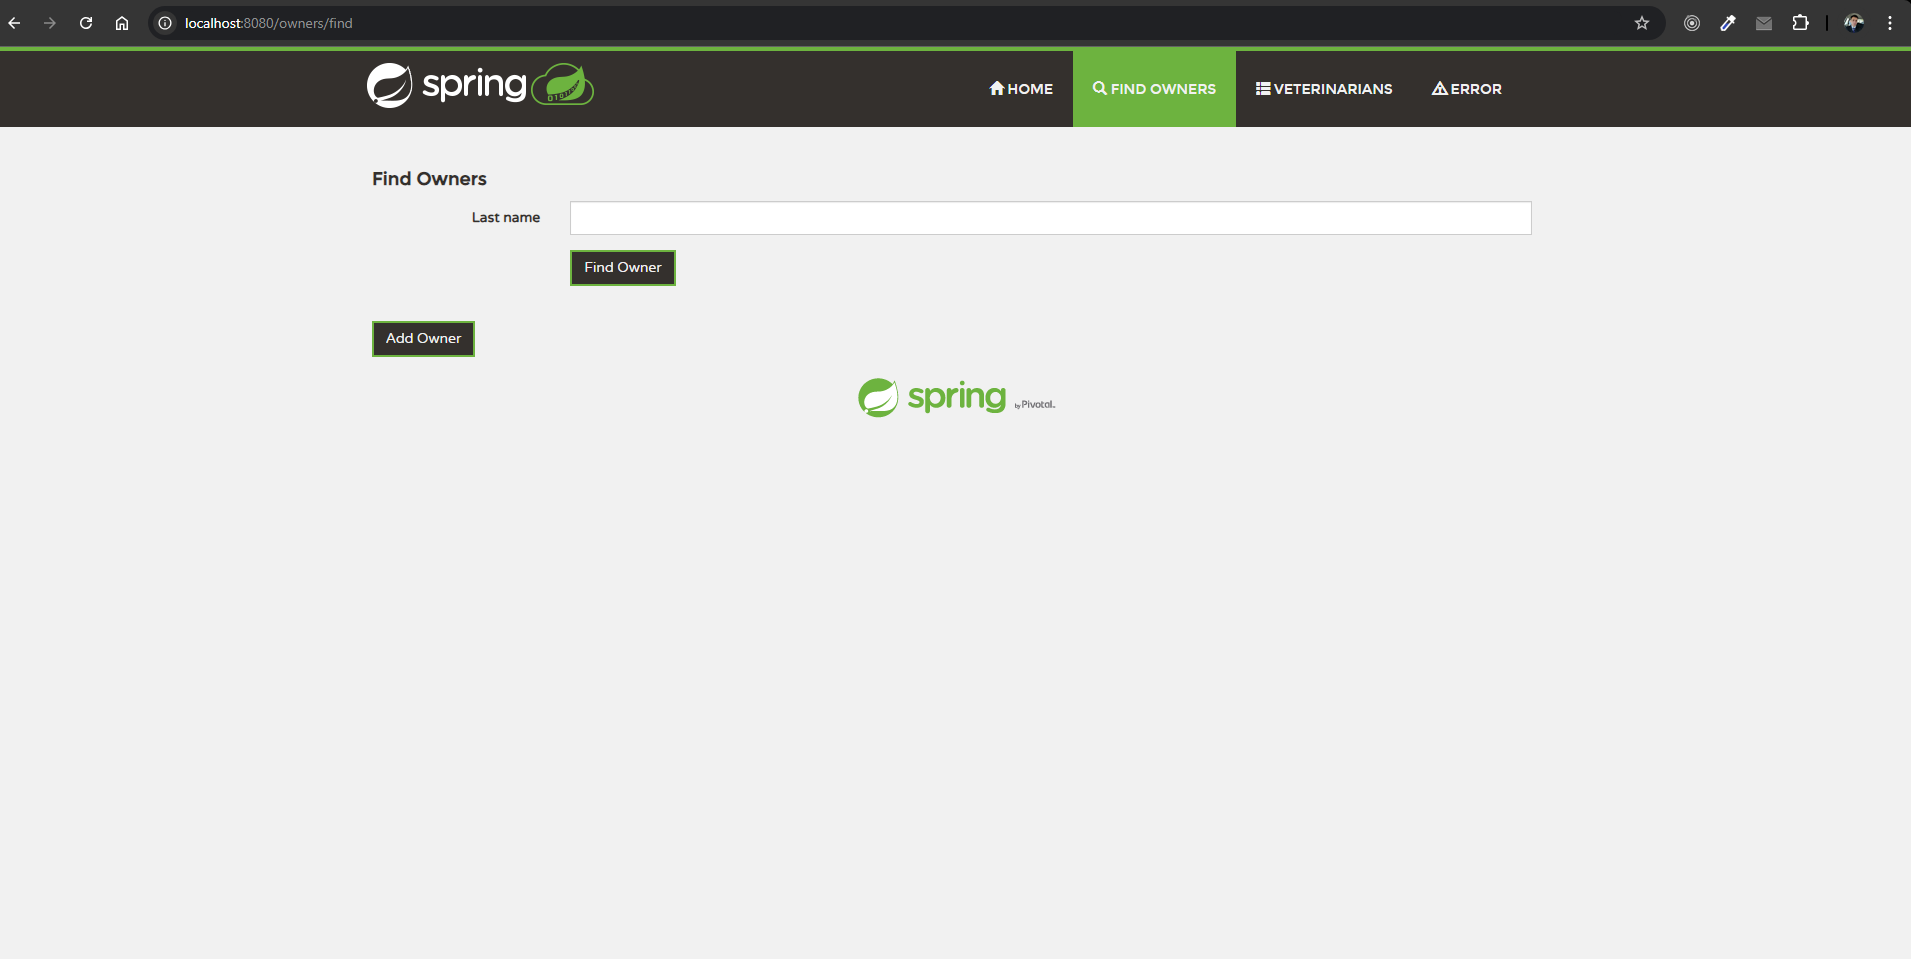 localhost:8080/owners/find
spring
HOME
FIND OWNERS
VETERINARIANS
ERROR
Find Owners
Last name
Find Owner
Add Owner
spring by Pivotal.